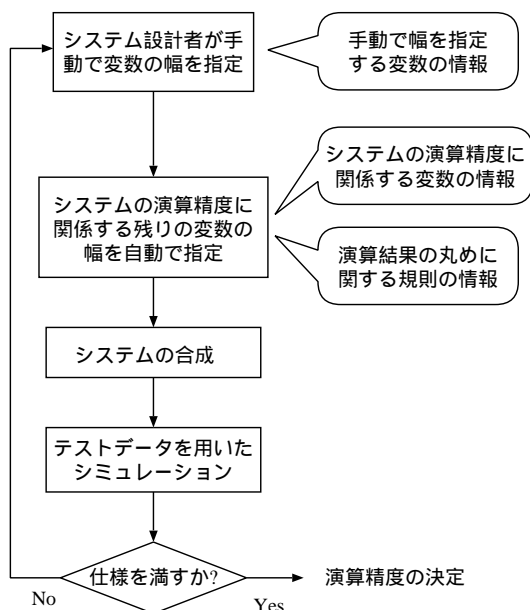 システム設計者が手
動で変数の幅を指定
手動で幅を指定
する変数の情報
システムの演算精度に
関係する残りの変数の
幅を自動で指定
システムの演算精度に
関係する変数の情報
演算結果の丸めに
関する規則の情報
システムの合成
テストデータを用いた
シミュレーション
仕様を満すか?
No
Yes
演算精度の決定